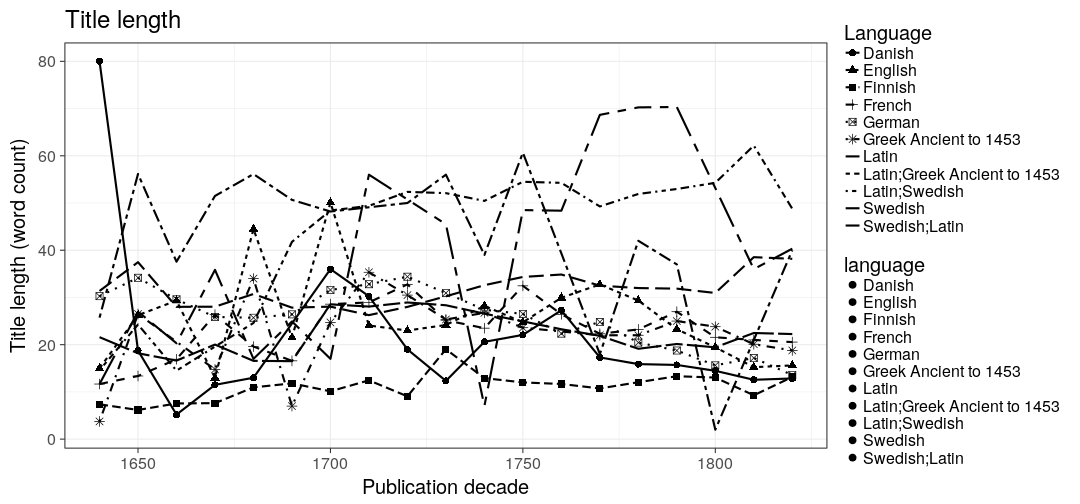 Title length
Title length (word count)
80
60
40
20
0
1650
1700
1750
1800
Publication decade
Language
Danish
English
Finnish
French
German
Greek Ancient to 1453
Latin
Latin;Greek Ancient to 1453
Latin;Swedish
Swedish
Swedish;Latin
language
Danish
English
Finnish
French
German
Greek Ancient to 1453
Latin
Latin;Greek Ancient to 1453
Latin;Swedish
Swedish
Swedish;Latin